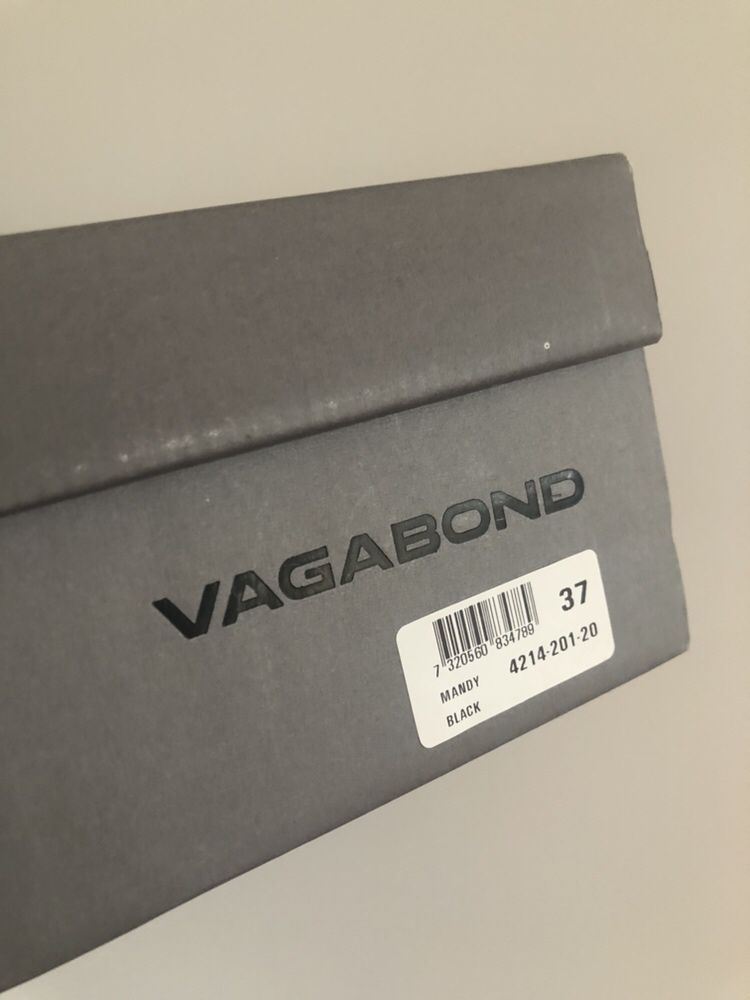 VAGABOND
37
7 320560 834789
4214-201-20
MANDY
BLACK